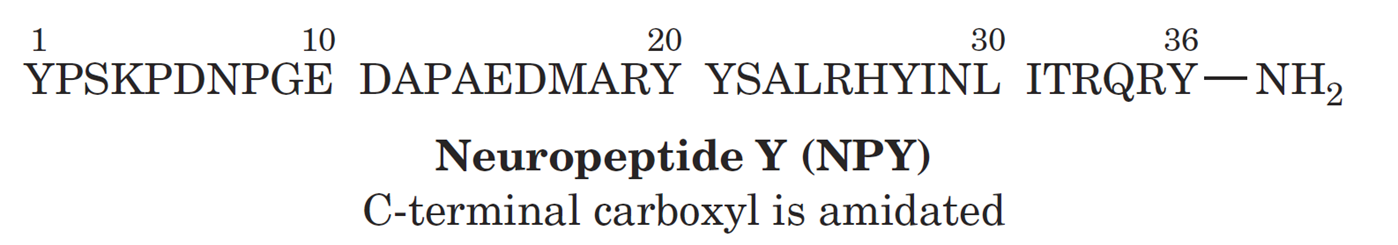 1 10 20 30 36
YPSKPDNPGE DAPAEDMARY YSALRHYINL ITRQRY—NH₂
Neuropeptide Y (NPY)
C-terminal carboxyl is amidated